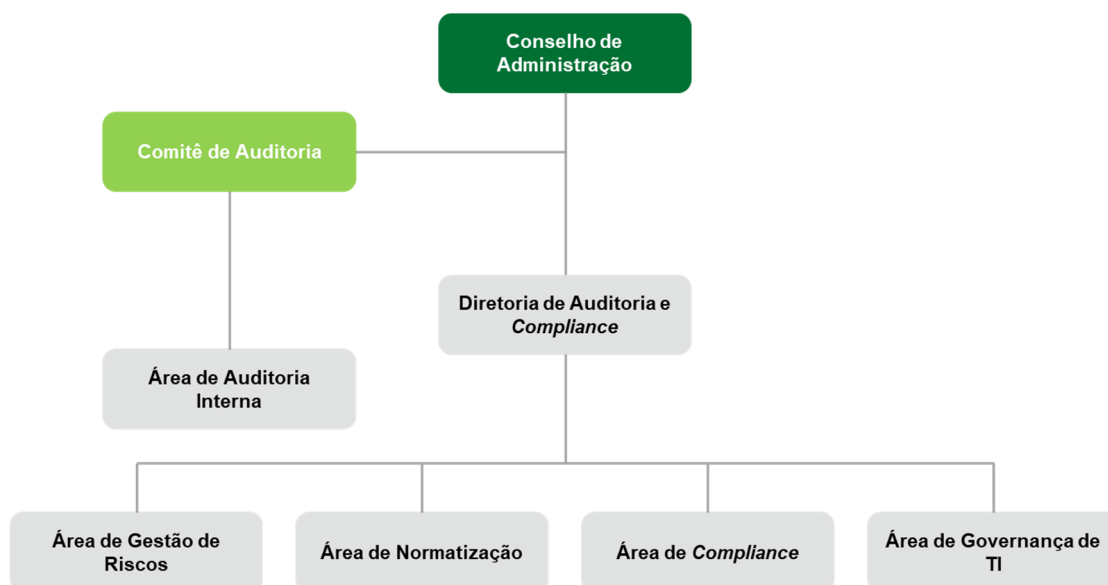 Conselho de
Administração
Comitê de Auditoria
Diretoria de Auditoria e
Compliance
Área de Auditoria
Interna
Área de Gestão de
Riscos
Área de Normatização
Área de Compliance
Área de Governança de
TI